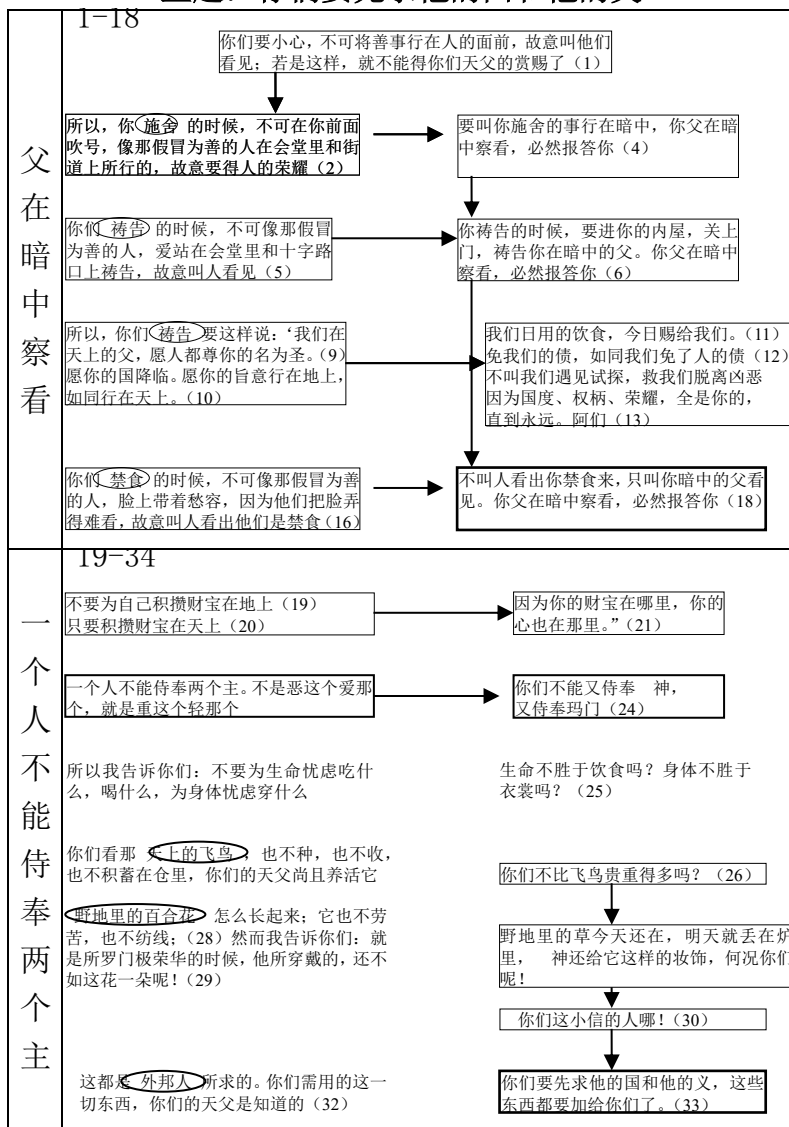 1-18
你们要小心，不可将善事行在人的面前，故意叫他们
看见；若是这样，就不能得你们天父的赏赐了（1）
父在暗中察看
所以，你 施舍 的时候，不可在你前面
吹号，像那假冒为善的人在会堂里和街
道上所行的，故意要得人的荣耀（2）
要叫你施舍的事行在暗中，你父在暗
中察看，必然报答你（4）
你们 祷告 的时候，不可像那假冒
为善的人，爱站在会堂里和十字路
口上祷告，故意叫人看见（5）
你祷告的时候，要进你的内屋，关上
门，祷告你在暗中的父。你父在暗中
察看，必然报答你（6）
所以，你们 祷告 要这样说：‘我们在
天上的父，愿人都尊你的名为圣。（9）
愿你的国降临。愿你的旨意行在地上，
如同行在天上。（10）
我们日用的饮食，今日赐给我们。（11）
免我们的债，如同我们免了人的债（12）
不叫我们遇见试探，救我们脱离凶恶
因为国度、权柄、荣耀，全是你的，
直到永远。阿们（13）
你们 禁食 的时候，不可像那假冒为善
的人，脸上带着愁容，因为他们把脸弄
得难看，故意叫人看出他们是禁食（16）
不叫人看出你禁食来，只叫你暗中的父看
见。你父在暗中察看，必然报答你（18）
19-34
一个人不能侍奉两个主
不要为自己积攒财宝在地上（19）
只要积攒财宝在天上（20）
因为你的财宝在哪里，你的
心也在那里。”（21）
一个人不能侍奉两个主。不是恶这个爱那
个，就是重这个轻那个
你们不能又侍奉 神，
又侍奉玛门（24）
所以我告诉你们：不要为生命忧虑吃什
么，喝什么，为身体忧虑穿什么
生命不胜于饮食吗？身体不胜于
衣裳吗？（25）
你们看那 天上的飞鸟 ，也不种，也不收，
也不积蓄在仓里，你们的天父尚且养活它
你们不比飞鸟贵重得多吗？（26）
野地里的百合花 怎么长起来；它也不劳
苦，也不纺线；（28）然而我告诉你们：就
是所罗门极荣华的时候，他所穿戴的，还不
如这花一朵呢！（29）
野地里的草今天还在，明天就丢在炉
里， 神还给它这样的妆饰，何况你们
呢！
你们这小信的人哪！（30）
这都是 外邦人 所求的。你们需用的这一
切东西，你们的天父是知道的（32）
你们要先求他的国和他的义，这些
东西都要加给你们了。（33）